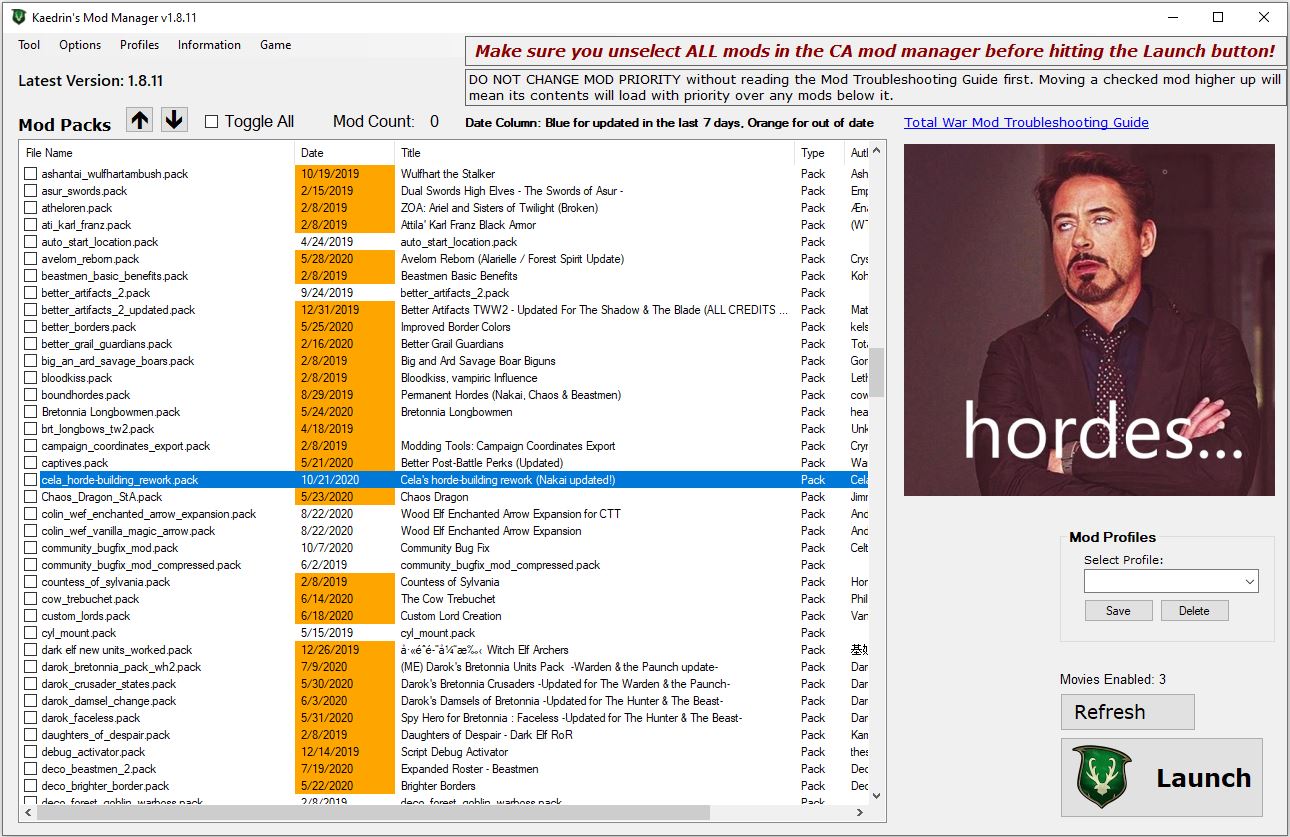 Kaedrin's Mod Manager v1.8.11
Tool Options Profiles Information Game
Make sure you unselect ALL mods in the CA mod manager before hitting the Launch button!
Latest Version: 1.8.11
DO NOT CHANGE MOD PRIORITY without reading the Mod Troubleshooting Guide first. Moving a checked mod higher up will
mean its contents will load with priority over any mods below it.
Mod Packs Toggle All Mod Count: 0 Date Column: Blue for updated in the last 7 days, Orange for out of date Total War Mod Troubleshooting Guide
File Name Date Title Type Aut
ashantai_wulfhartambush.pack 10/19/2019 Wulfhart the Stalker Pack Ash
asur_swords.pack 2/15/2019 Dual Swords High Elves - The Swords of Asur - Pack Emp
atheloren.pack 2/8/2019 ZOA: Ariel and Sisters of Twilight (Broken) Pack Æna
ati_karl_franz.pack 2/8/2019 Attila' Karl Franz Black Armor Pack (WT
auto_start_location.pack 4/24/2019 auto_start_location.pack Pack
avelorn_reborn.pack 5/28/2020 Avelorn Reborn (Alarielle / Forest Spirit Update) Pack Crys
beastmen_basic_benefits.pack 2/8/2019 Beastmen Basic Benefits Pack Koh
better_artifacts_2.pack 9/24/2019 better_artifacts_2.pack Pack
better_artifacts_2_updated.pack 12/31/2019 Better Artifacts TWW2 - Updated For The Shadow & The Blade (ALL CREDITS ... Pack Mat
better_borders.pack 5/25/2020 Improved Border Colors Pack kels
better_grail_guardians.pack 2/16/2020 Better Grail Guardians Pack Tota
big_an_ard_savage_boars.pack 2/8/2019 Big and Ard Savage Boar Biguns Pack Gor
bloodkiss.pack 2/8/2019 Bloodkiss, vampiric Influence Pack Leth
boundhordes.pack 8/29/2019 Permanent Hordes (Nakai, Chaos & Beastmen) Pack cow
Bretonnia Longbowmen.pack 5/24/2020 Bretonnia Longbowmen Pack hea
brt_longbows_tw2.pack 4/18/2019 Pack Unk
campaign_coordinates_export.pack 2/8/2019 Modding Tools: Campaign Coordinates Export Pack Cryn
captives.pack 5/21/2020 Better Post-Battle Perks (Updated) Pack Wa
cela_horde-building_rework.pack 10/21/2020 Cela's horde-building rework (Nakai updated!) Pack Cela
Chaos_Dragon_StA.pack 5/23/2020 Chaos Dragon Pack Jimr
colin_wef_enchanted_arrow_expansion.pack 8/22/2020 Wood Elf Enchanted Arrow Expansion for CTT Pack And
colin_wef_vanilla_magic_arrow.pack 8/22/2020 Wood Elf Enchanted Arrow Expansion Pack And
community_bugfix_mod.pack 10/7/2020 Community Bug Fix Pack Celt
community_bugfix_mod_compressed.pack 6/2/2019 community_bugfix_mod_compressed.pack Pack
countess_of_sylvania.pack 2/8/2019 Countess of Sylvania Pack Hor
cow_trebuchet.pack 6/14/2020 The Cow Trebuchet Pack Phil
custom_lords.pack 6/18/2020 Custom Lord Creation Pack Van
cyl_mount.pack 5/15/2019 cyl_mount.pack Pack
dark elf new units_worked.pack 12/26/2019 Witch Elf Archers Pack
darok_bretonnia_pack_wh2.pack 7/9/2020 (ME) Darok's Bretonnia Units Pack -Warden & the Paunch update- Pack Dar
darok_crusader_states.pack 5/30/2020 Darok's Bretonnia Crusaders -Updated for The Warden & the Paunch- Pack Dar
darok_damsel_change.pack 6/3/2020 Darok's Damsels of Bretonnia -Updated for The Hunter & The Beast- Pack Dar
darok_faceless.pack 5/31/2020 Spy Hero for Bretonnia : Faceless -Updated for The Hunter & The Beast- Pack Dar
daughters_of_despair.pack 2/8/2019 Daughters of Despair - Dark Elf RoR Pack Kam
debug_activator.pack 12/14/2019 Script Debug Activator Pack thes
deco_beastmen_2.pack 7/19/2020 Expanded Roster - Beastmen Pack Dec
deco_brighter_border.pack 5/22/2020 Brighter Borders Pack Dec
deco_forest_goblin_warboss.pack 2/8/2019 deco_forest_goblin_warboss.pack Pack
hordes...
Mod Profiles
Select Profile:
Save Delete
Movies Enabled: 3
Refresh
Launch